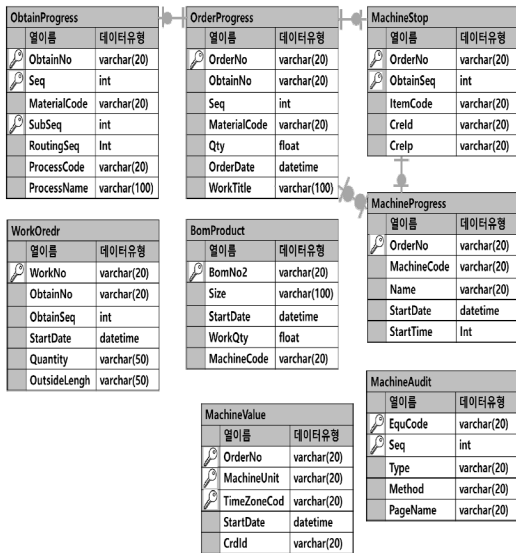 ObtainProgress
열이름 데이터유형
ObtainNo varchar(20)
Seq int
MaterialCode varchar(20)
SubSeq int
RoutingSeq Int
ProcessCode varchar(20)
ProcessName varchar(100)
OrderProgress
열이름 데이터유형
OrderNo varchar(20)
ObtainNo varchar(20)
Seq int
MaterialCode varchar(20)
Qty float
OrderDate datetime
WorkTitle varchar(100)
MachineStop
열이름 데이터유형
OrderNo varchar(20)
ObtainSeq int
ItemCode varchar(20)
CreId varchar(20)
CreIp varchar(20)
WorkOredr
열이름 데이터유형
WorkNo varchar(20)
ObtainNo varchar(20)
ObtainSeq int
StartDate datetime
Quantity varchar(50)
OutsideLengh varchar(50)
BomProduct
열이름 데이터유형
BomNo2 varchar(20)
Size varchar(100)
StartDate datetime
WorkQty float
MachineCode varchar(20)
MachineProgress
열이름 데이터유형
OrderNo varchar(20)
MachineCode varchar(20)
Name varchar(20)
StartDate datetime
StartTime Int
MachineValue
열이름 데이터유형
OrderNo varchar(20)
MachineUnit varchar(20)
TimeZoneCod varchar(20)
StartDate datetime
CrdId varchar(20)
MachineAudit
열이름 데이터유형
EquCode varchar(20)
Seq int
Type varchar(20)
Method varchar(20)
PageName varchar(20)